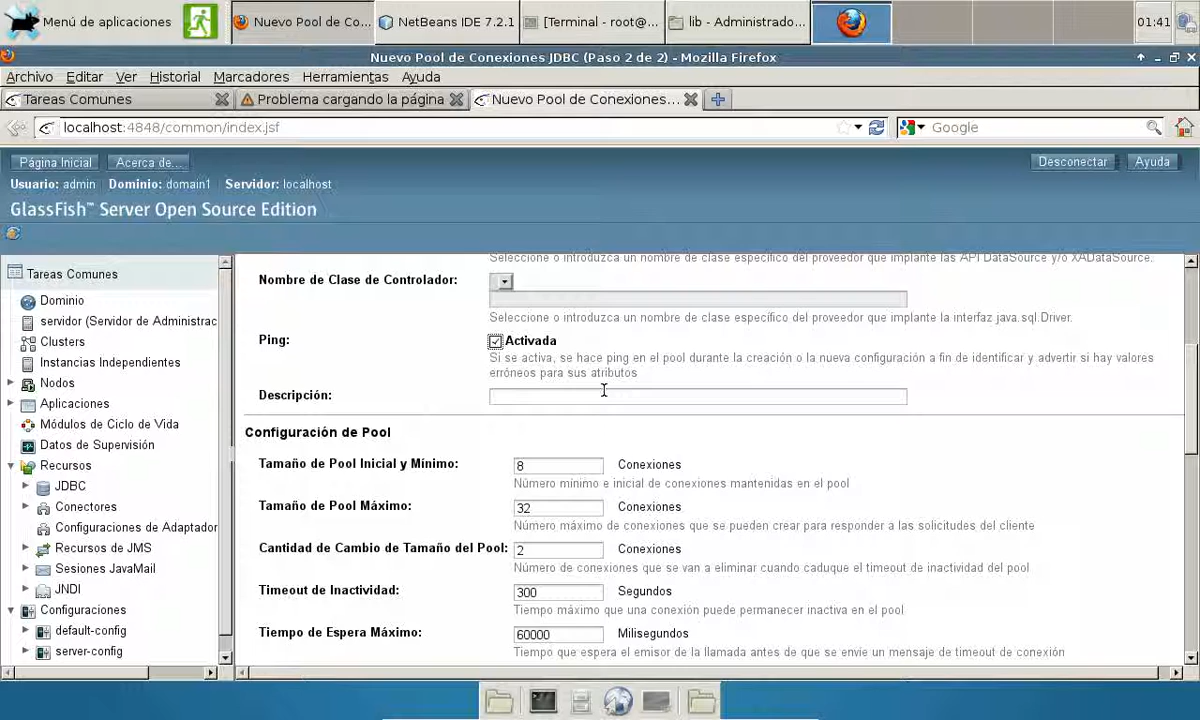 Menú de aplicaciones
Nuevo Pool de Co...
NetBeans IDE 7.2.1
[Terminal - root@...
lib - Administrado...
01:41
Nuevo Pool de Conexiones JDBC (Paso 2 de 2) - Mozilla Firefox
Archivo Editar Ver Historial Marcadores Herramientas Ayuda
Tareas Comunes
Problema cargando la página
Nuevo Pool de Conexiones...
localhost:4848/common/index.jsf
Google
Página Inicial
Acerca de...
Desconectar
Ayuda
Usuario: admin Dominio: domain1 Servidor: localhost
GlassFish™ Server Open Source Edition
Tareas Comunes
Dominio
servidor (Servidor de Administrac
Clusters
Instancias Independientes
Nodos
Aplicaciones
Módulos de Ciclo de Vida
Datos de Supervisión
Recursos
JDBC
Conectores
Configuraciones de Adaptador
Recursos de JMS
Sesiones JavaMail
JNDI
Configuraciones
default-config
server-config
Seleccione o introduzca un nombre de clase específico del proveedor que implante las API DataSource y/o XADataSource.
Nombre de Clase de Controlador:
Seleccione o introduzca un nombre de clase específico del proveedor que implante la interfaz java.sql.Driver.
Ping: Activada
Si se activa, se hace ping en el pool durante la creación o la nueva configuración a fin de identificar y advertir si hay valores
erróneos para sus atributos
Descripción:
Configuración de Pool
Tamaño de Pool Inicial y Mínimo: 8 Conexiones
Número mínimo e inicial de conexiones mantenidas en el pool
Tamaño de Pool Máximo: 32 Conexiones
Número máximo de conexiones que se pueden crear para responder a las solicitudes del cliente
Cantidad de Cambio de Tamaño del Pool: 2 Conexiones
Número de conexiones que se van a eliminar cuando caduque el timeout de inactividad del pool
Timeout de Inactividad: 300 Segundos
Tiempo máximo que una conexión puede permanecer inactiva en el pool
Tiempo de Espera Máximo: 60000 Milisegundos
Tiempo que espera el emisor de la llamada antes de que se envíe un mensaje de timeout de conexión